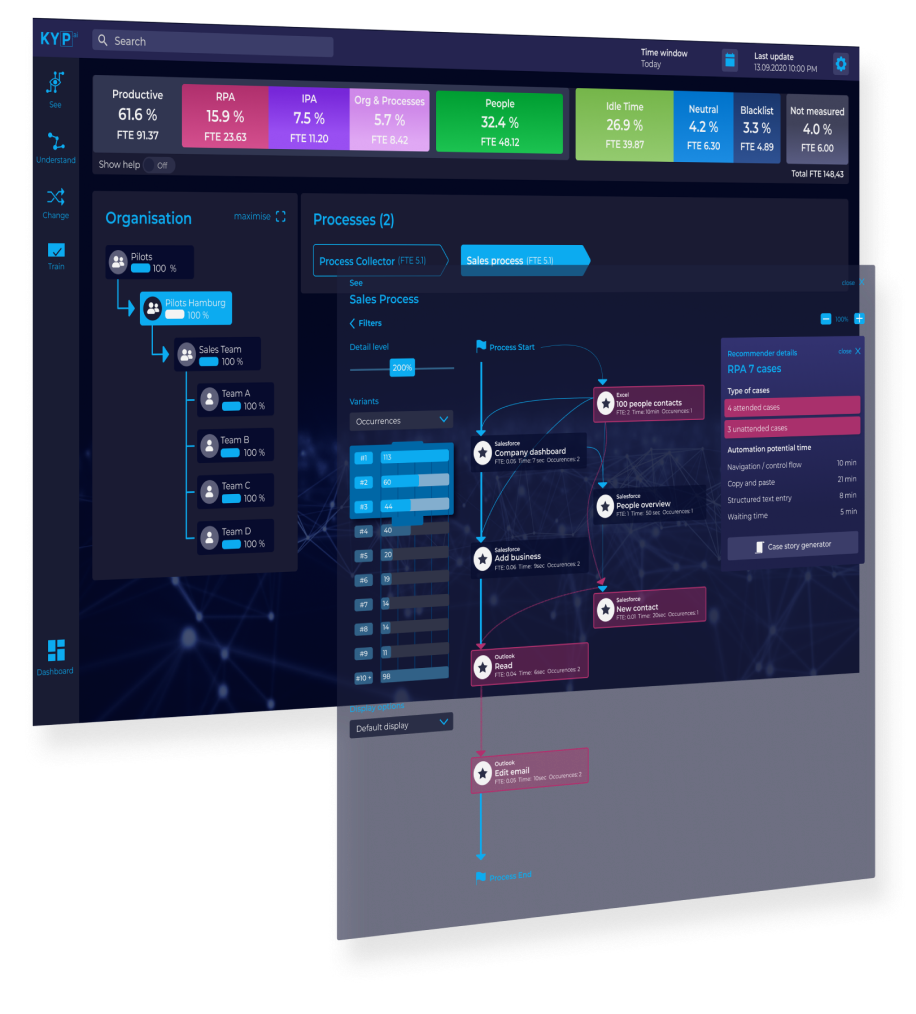 KYP
Search
Time window
Today
Last update
13.09.2020 10:00 PM
See
Understand
Change
Train
Dashboard
Productive
61.6 %
FTE 91.37
RPA
15.9 %
FTE 23.63
IPA
7.5 %
FTE 11.20
Org & Processes
5.7 %
FTE 8.42
People
32.4 %
FTE 48.12
Idle Time
26.9 %
FTE 39.87
Neutral
4.2 %
FTE 6.30
Blacklist
3.3 %
FTE 4.89
Not measured
4.0 %
FTE 6.00
Show help
Off
Total FTE 148,43
Organisation
maximise
Pilots
100 %
Pilots Hamburg
100 %
Sales Team
100 %
Team A
100 %
Team B
100 %
Team C
100 %
Team D
100 %
Processes (2)
Process Collector (FTE 5.1)
Sales process (FTE 5.1)
See
close X
Sales Process
100%
Filters
Detail level
200%
Variants
Occurrences
#1 113
#2 60
#3 44
#4 40
#5 20
#6 19
#7 14
#8 14
#9 11
#10 + 98
Display options
Default display
Process Start
Excel
100 people contacts
FTE: 2 Time: 10min Occurences: 1
Salesforce
Company dashboard
FTE: 0.05 Time: 7 sec Occurences: 2
Salesforce
People overview
FTE: 1 Time: 50 sec Occurences: 1
Salesforce
Add business
FTE: 0.06 Time: 9sec Occurences: 2
Salesforce
New contact
FTE: 0.01 Time: 20sec Occurences: 1
Outlook
Read
FTE: 0.04 Time: 6sec Occurences: 2
Outlook
Edit email
FTE: 0.05 Time: 10sec Occurences: 2
Process End
Recommender details
close X
RPA 7 cases
Type of cases
4 attended cases
3 unattended cases
Automation potential time
Navigation / control flow 10 min
Copy and paste 21 min
Structured text entry 8 min
Waiting time 5 min
Case story generator